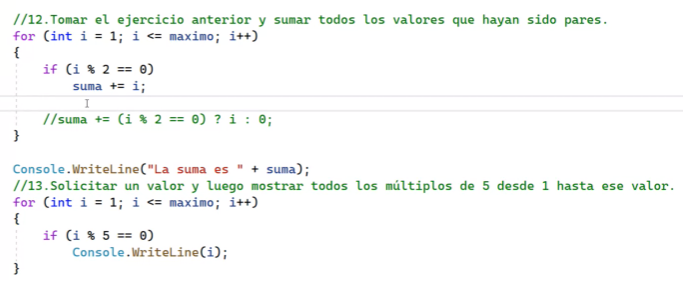 //12.Tomar el ejercicio anterior y sumar todos los valores que hayan sido pares.
for (int i = 1; i <= maximo; i++)
{
    if (i % 2 == 0)
        suma += i;
    //suma += (i % 2 == 0) ? i : 0;
}
Console.WriteLine("La suma es " + suma);
//13.Solicitar un valor y luego mostrar todos los múltiplos de 5 desde 1 hasta ese valor.
for (int i = 1; i <= maximo; i++)
{
    if (i % 5 == 0)
        Console.WriteLine(i);
}